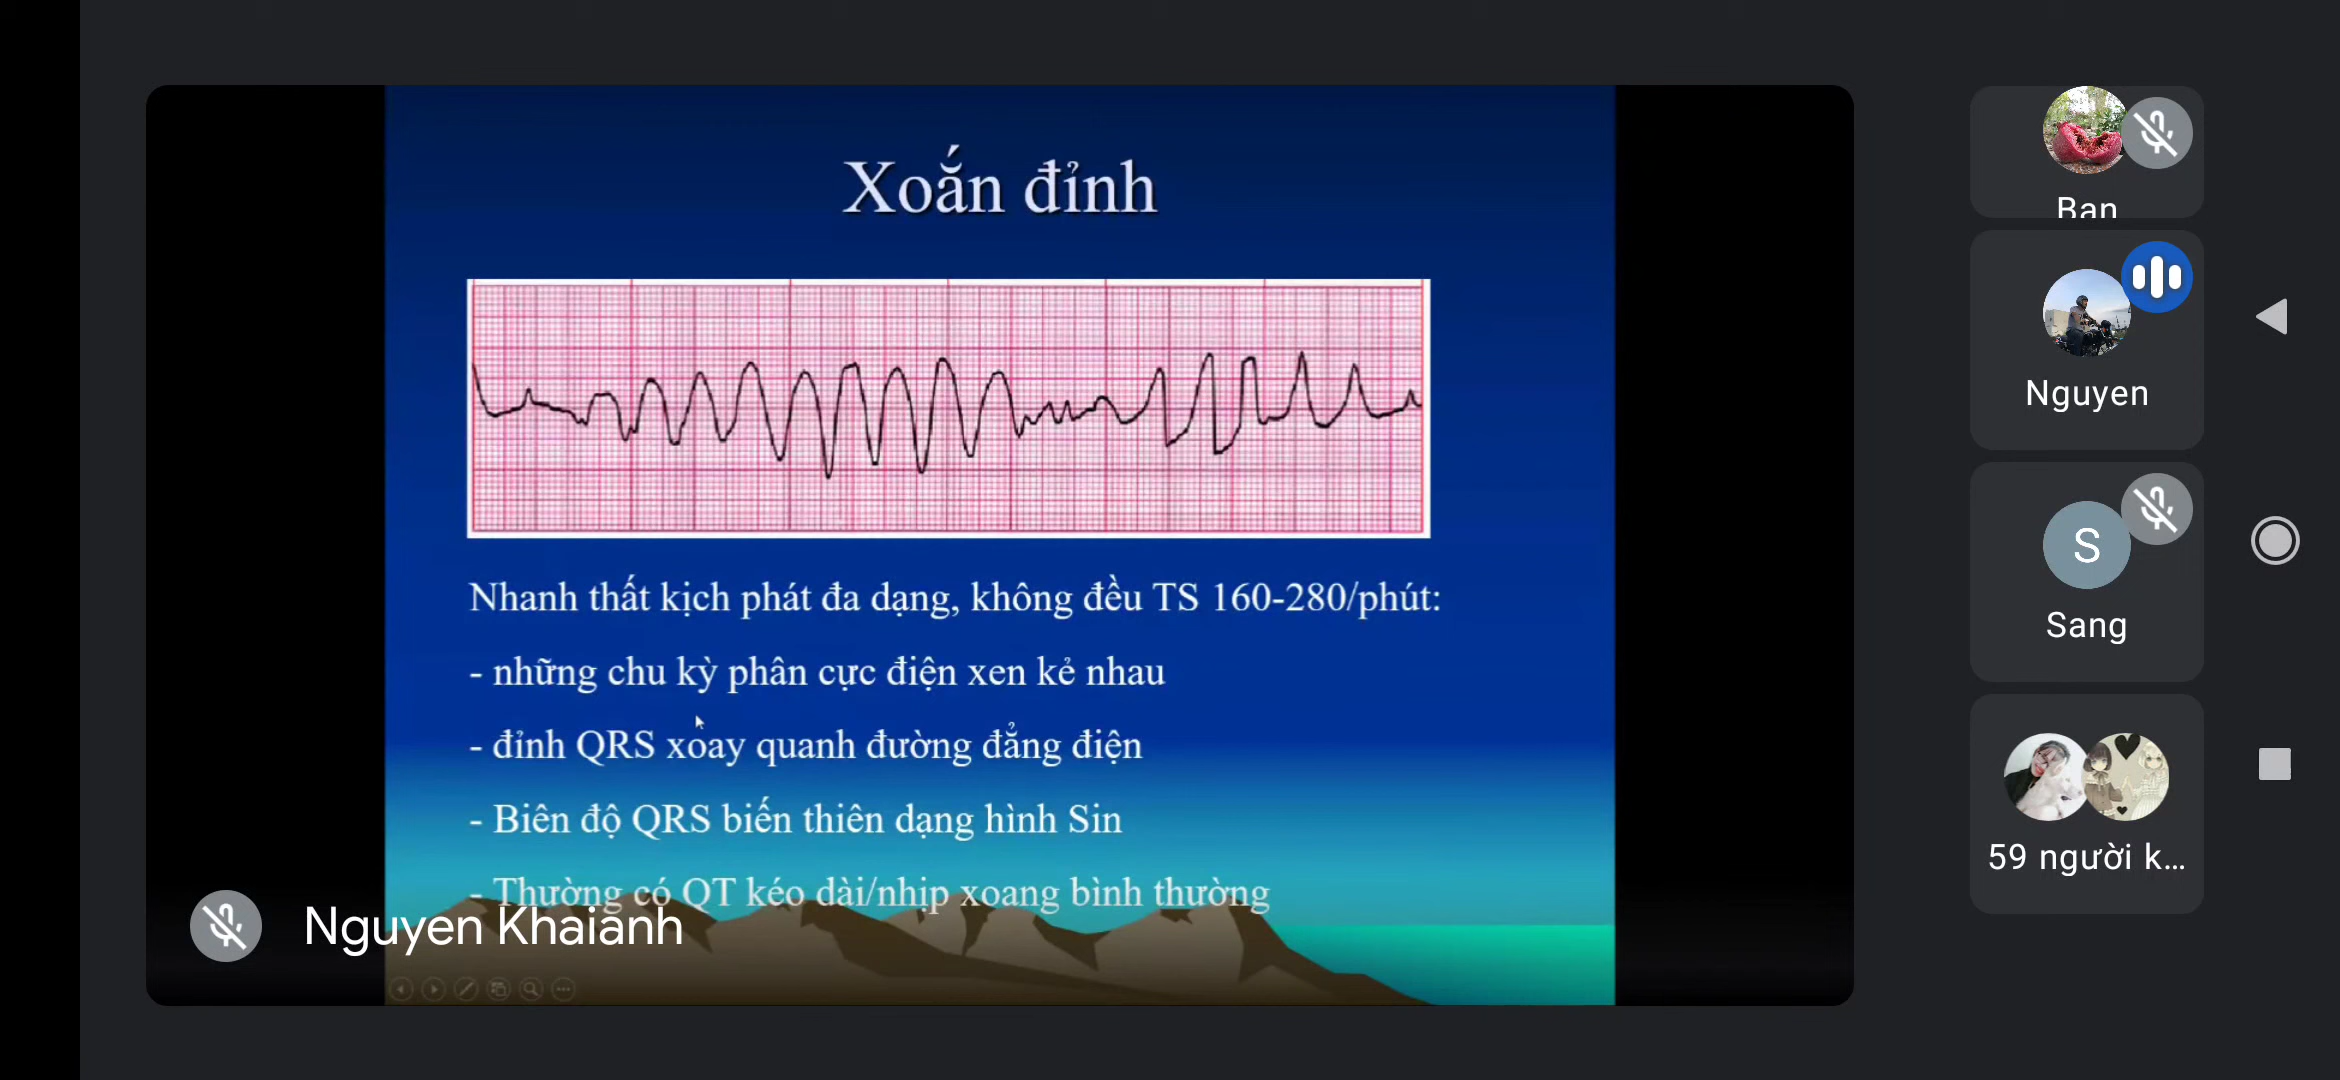 Xoắn đỉnh
Nhanh thất kịch phát đa dạng, không đều TS 160-280/phút:
- những chu kỳ phân cực điện xen kẻ nhau
- đỉnh QRS xoay quanh đường đẳng điện
- Biên độ QRS biến thiên dạng hình Sin
- Thường có QT kéo dài/nhịp xoang bình thường
Nguyen Khaianh
Bạn
Nguyen
S
Sang
59 người k...